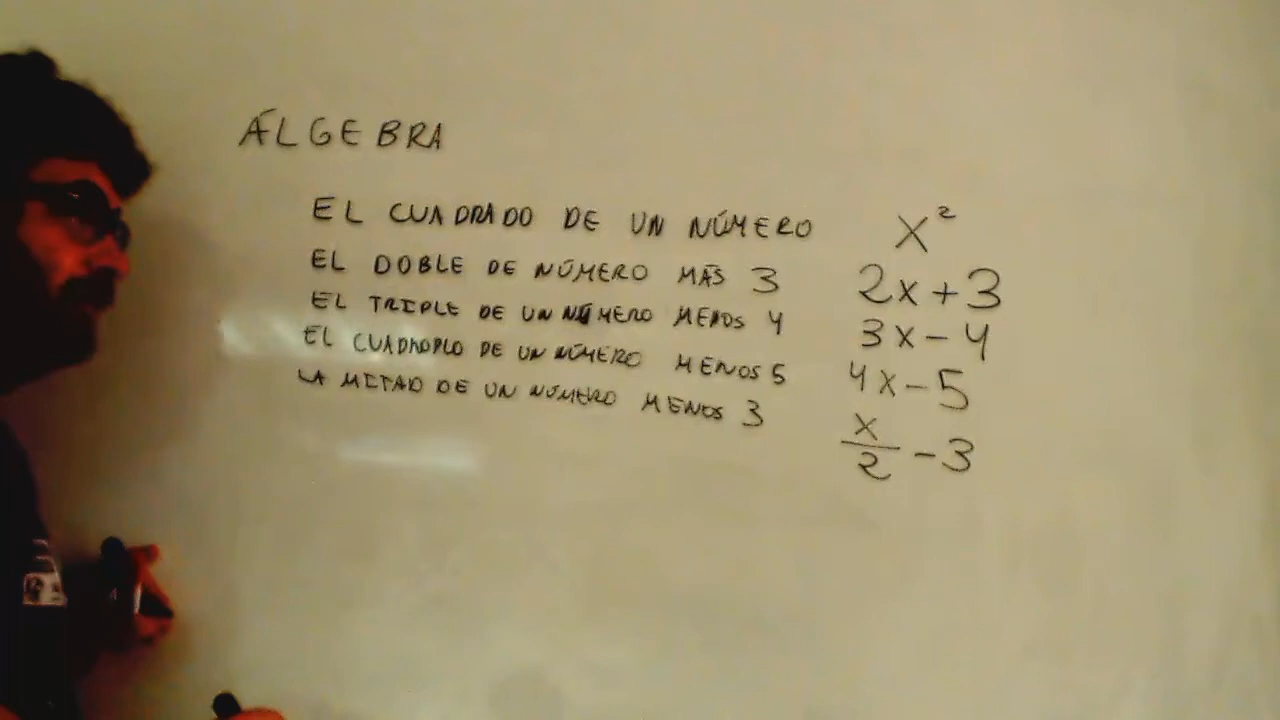 ÁLGEBRA
EL CUADRADO DE UN NÚMERO x²
EL DOBLE DE NÚMERO MÁS 3 2x+3
EL TRIPLE DE UN NÚMERO MENOS 4 3x-4
EL CUADROPLO DE UN NÚMERO MENOS 5 4x-5
LA MITAD DE UN NÚMERO MENOS 3 x/2 -3